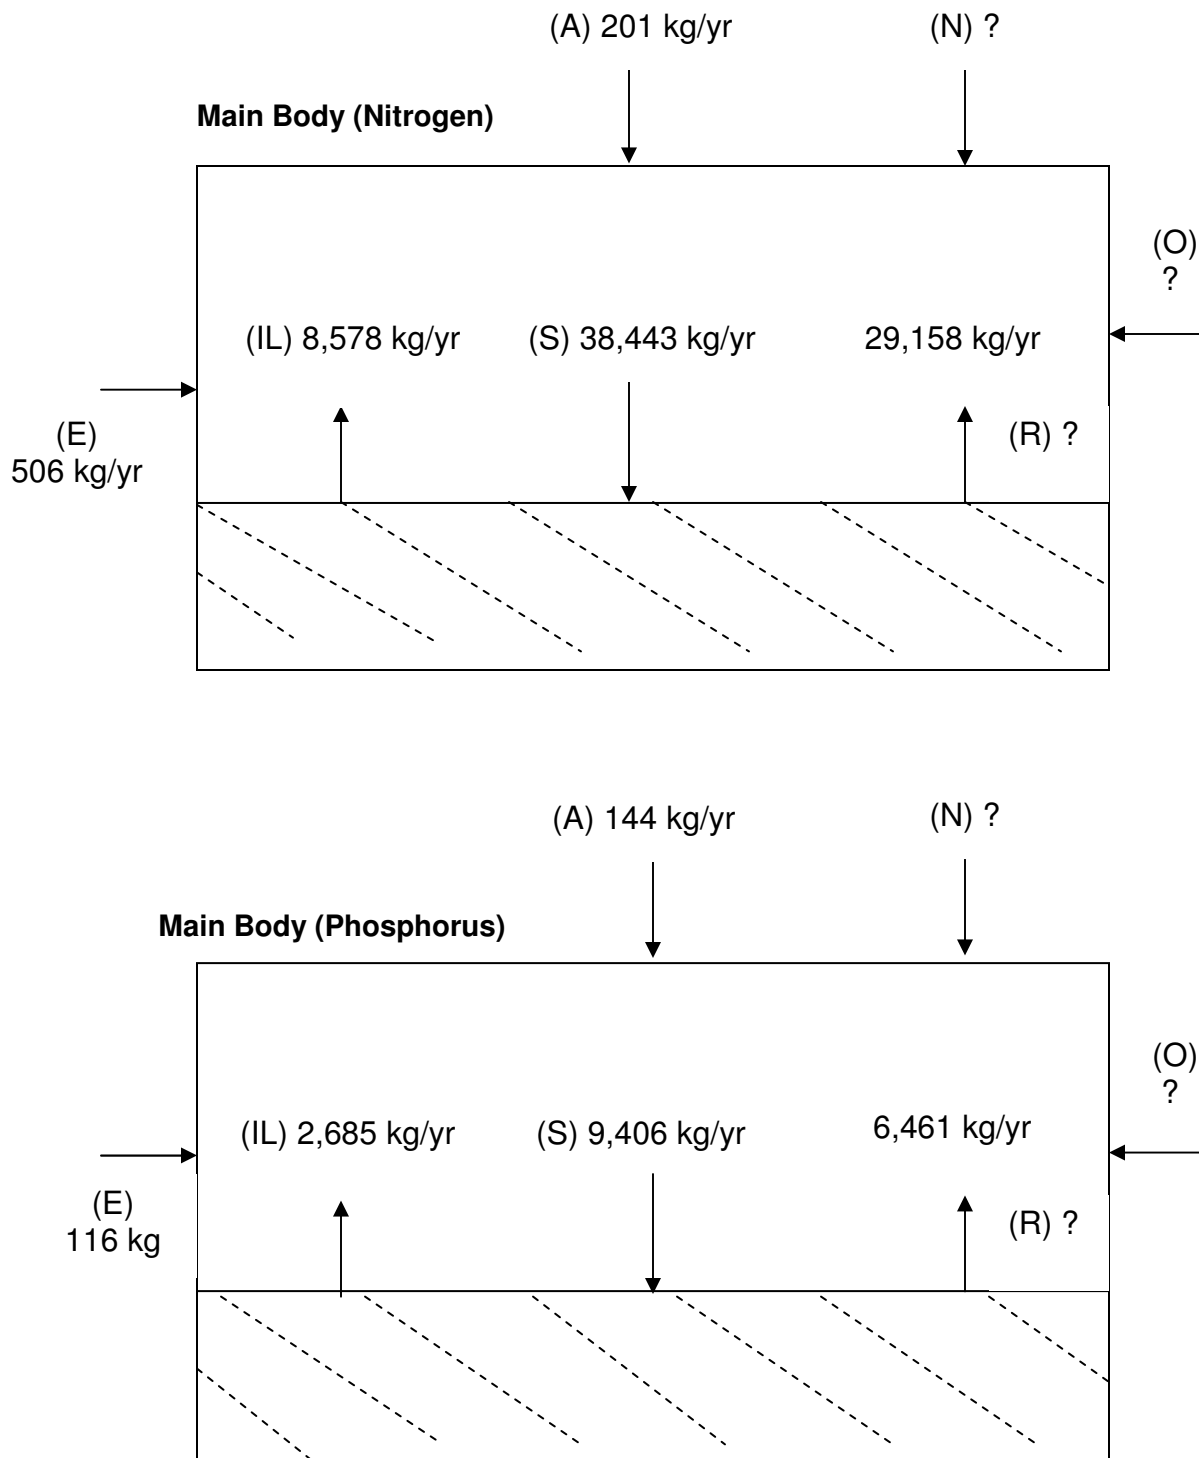 (A) 201 kg/yr (N) ?
Main Body (Nitrogen)
(O)
?
(IL) 8,578 kg/yr (S) 38,443 kg/yr 29,158 kg/yr
(E)
506 kg/yr
(R) ?
(A) 144 kg/yr (N) ?
Main Body (Phosphorus)
(O)
?
(IL) 2,685 kg/yr (S) 9,406 kg/yr 6,461 kg/yr
(E)
116 kg
(R) ?